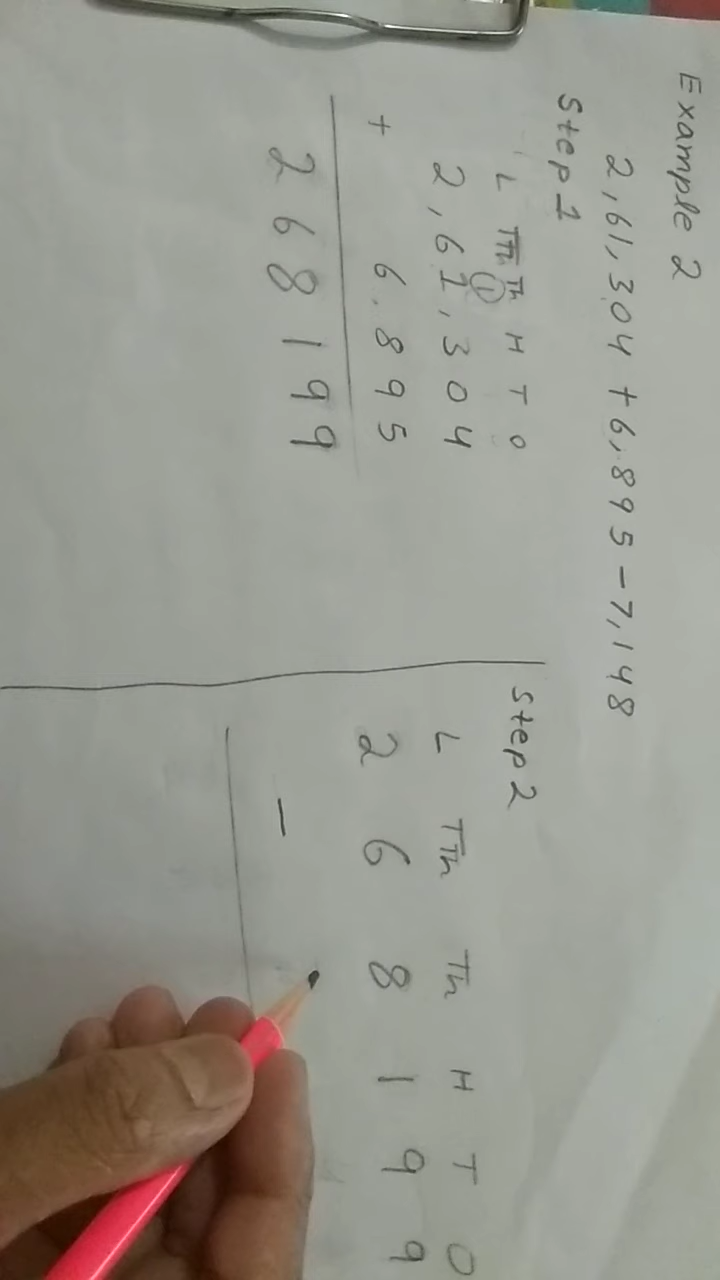 Example 2
2,61,304 + 6,895 - 7,148
Step 1
L TTh Th H T O
1
2,61,304
+ 6.895
268199
Step 2
L TTh Th H T O
2 6 8 1 9 9
-